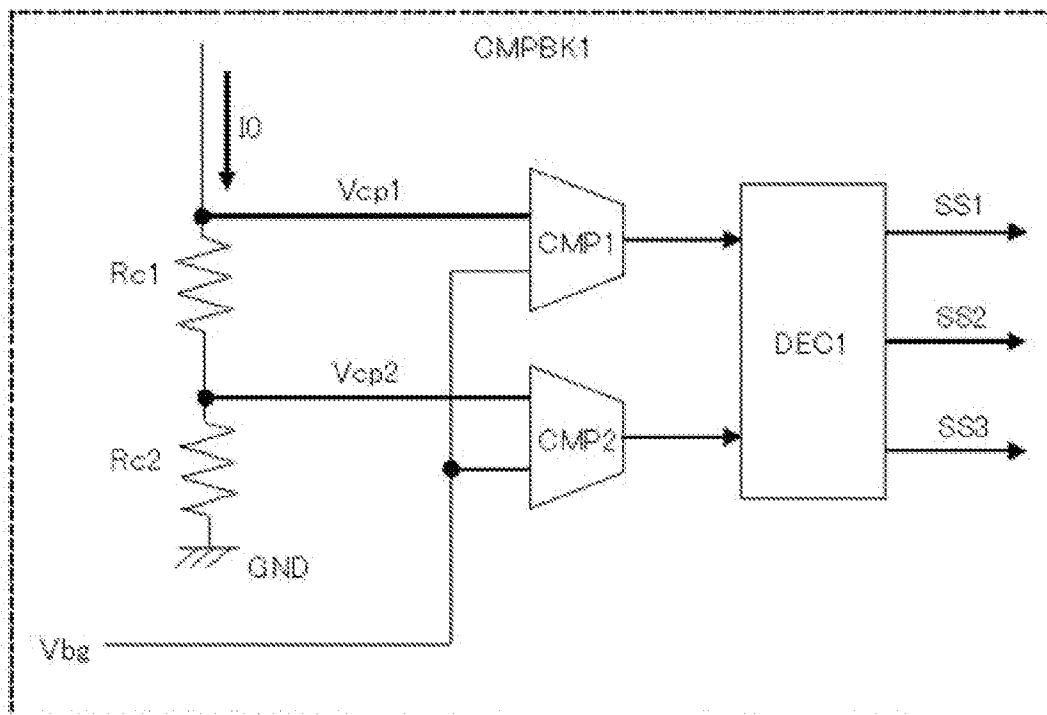 CMPBK1
I0
Vcp1
CMP1
SS1
Rc1
SS2
DEC1
Vcp2
CMP2
SS3
Rc2
GND
Vbg